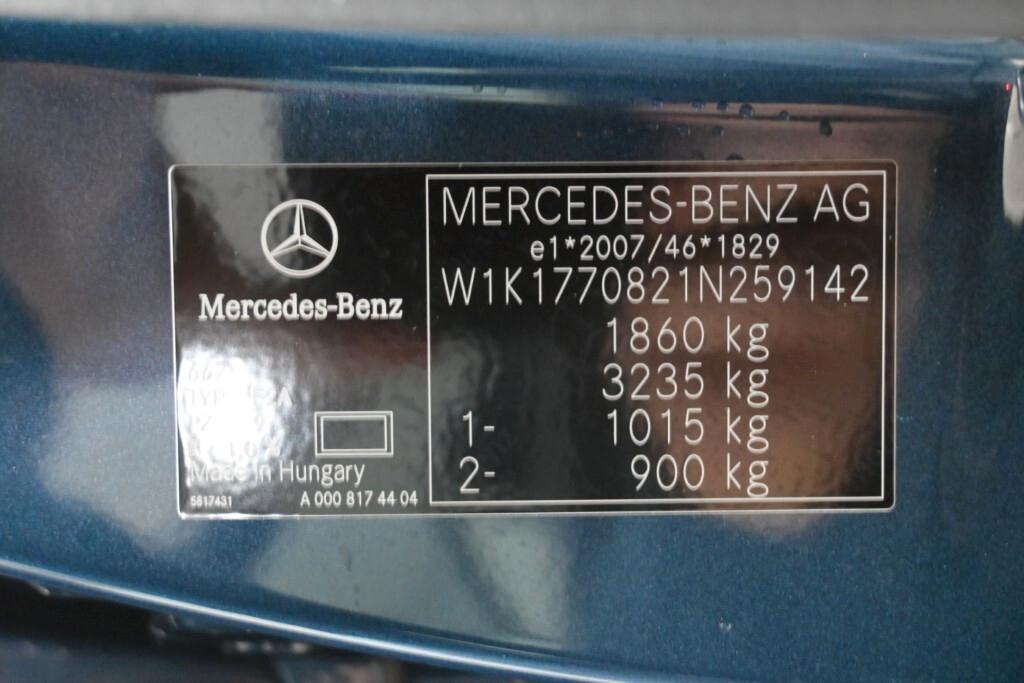 Mercedes-Benz
Made in Hungary
5817431
A 000 817 44 04
MERCEDES-BENZ AG
e1*2007/46*1829
W1K1770821N259142
1860 kg
3235 kg
1- 1015 kg
2- 900 kg